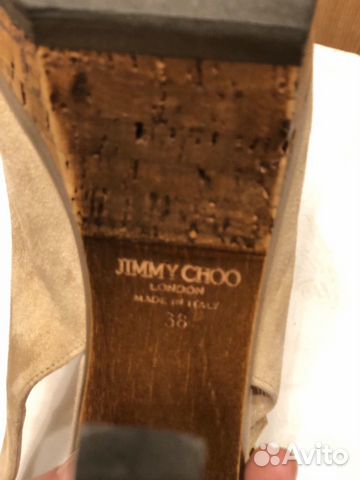 JIMMY CHOO
LONDON
MADE IN ITALY
38
Avito